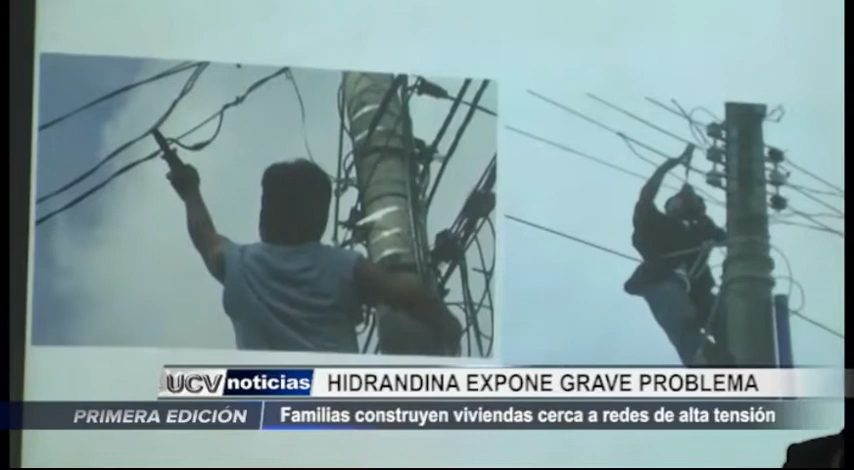 UCV noticias HIDRANDINA EXPONE GRAVE PROBLEMA
PRIMERA EDICIÓN Familias construyen viviendas cerca a redes de alta tensión